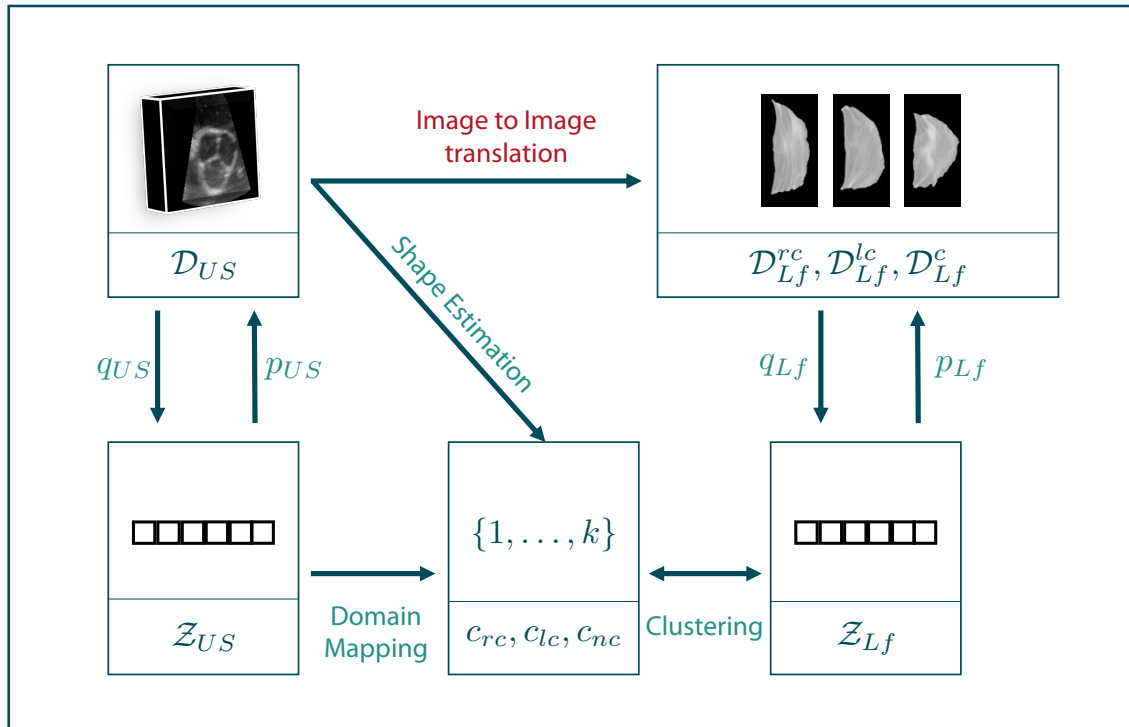 Image to Image
translation
Shape Estimation
𝒟_{US}
𝒟^{rc}_{Lf}, 𝒟^{lc}_{Lf}, 𝒟^{c}_{Lf}
q_{US}
p_{US}
q_{Lf}
p_{Lf}
{1, . . . , k}
𝒵_{US}
Domain
Mapping
c_{rc}, c_{lc}, c_{nc}
Clustering
𝒵_{Lf}